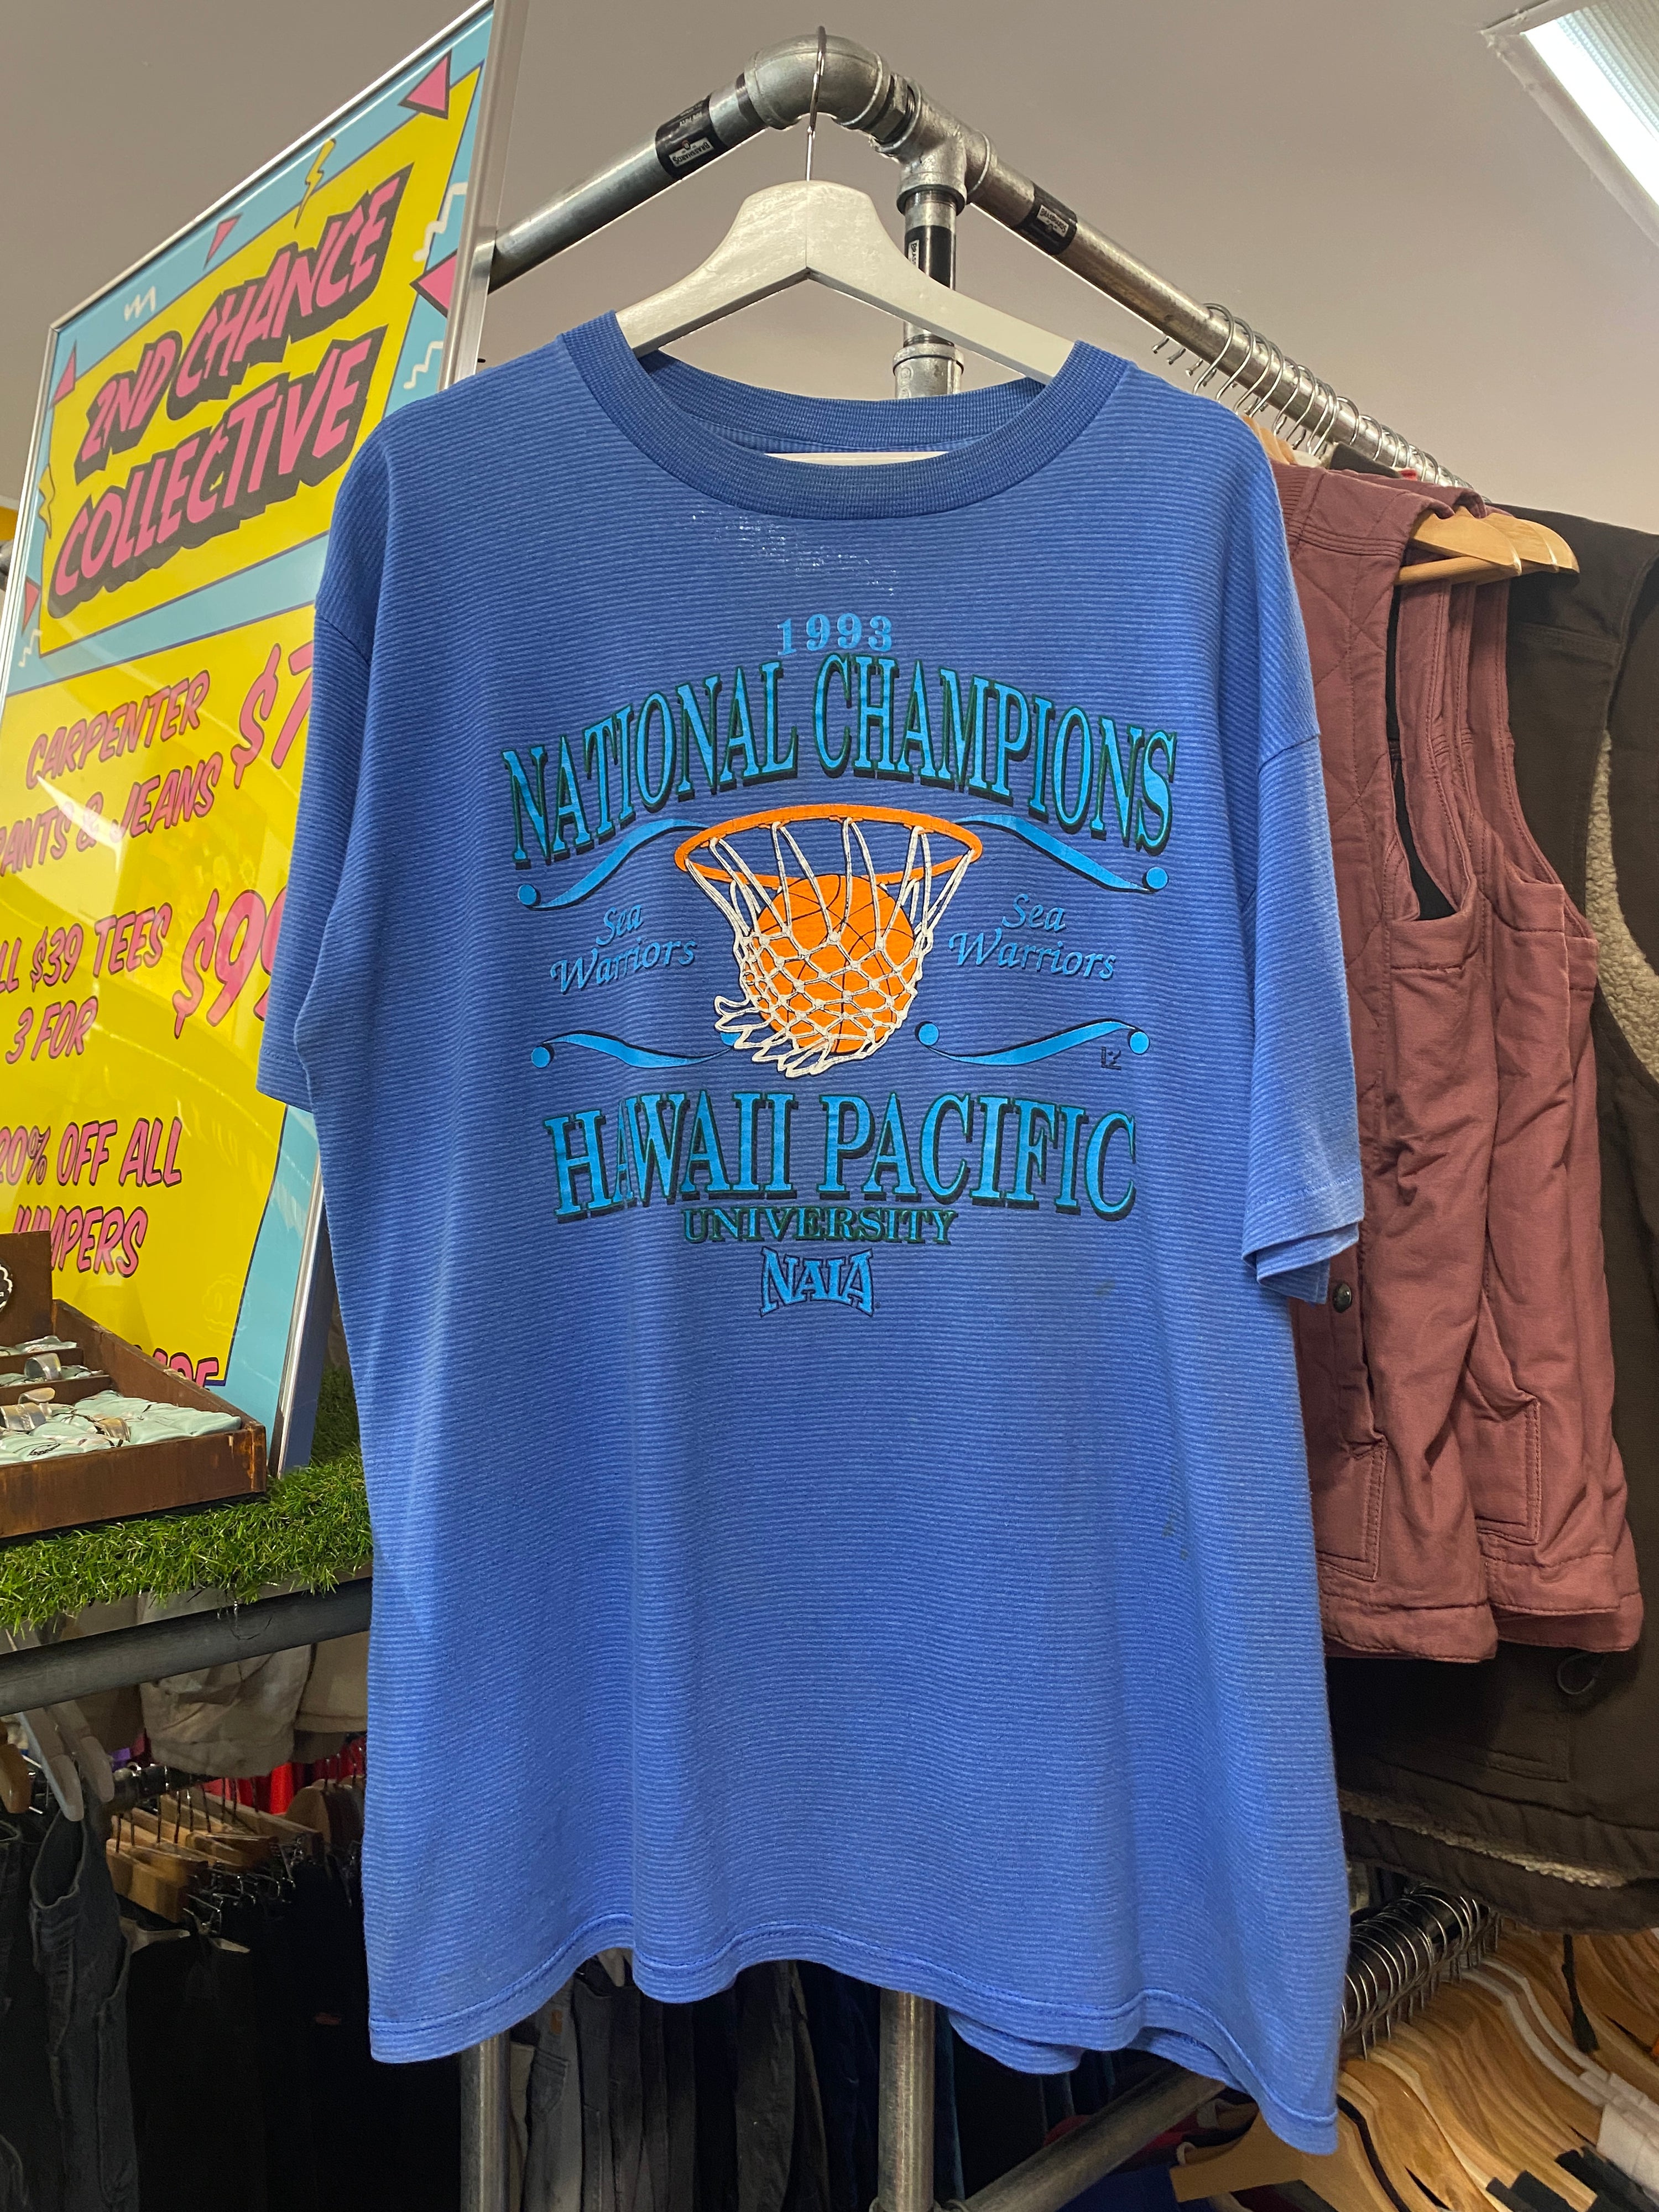 2ND CHANCE
COLLECTIVE
CARPENTER
PANTS & JEANS
$39 TEES
3 FOR
20% OFF ALL
JUMPERS
1993
NATIONAL CHAMPIONS
Sea
Warriors
Sea
Warriors
HAWAII PACIFIC
UNIVERSITY
NAIA